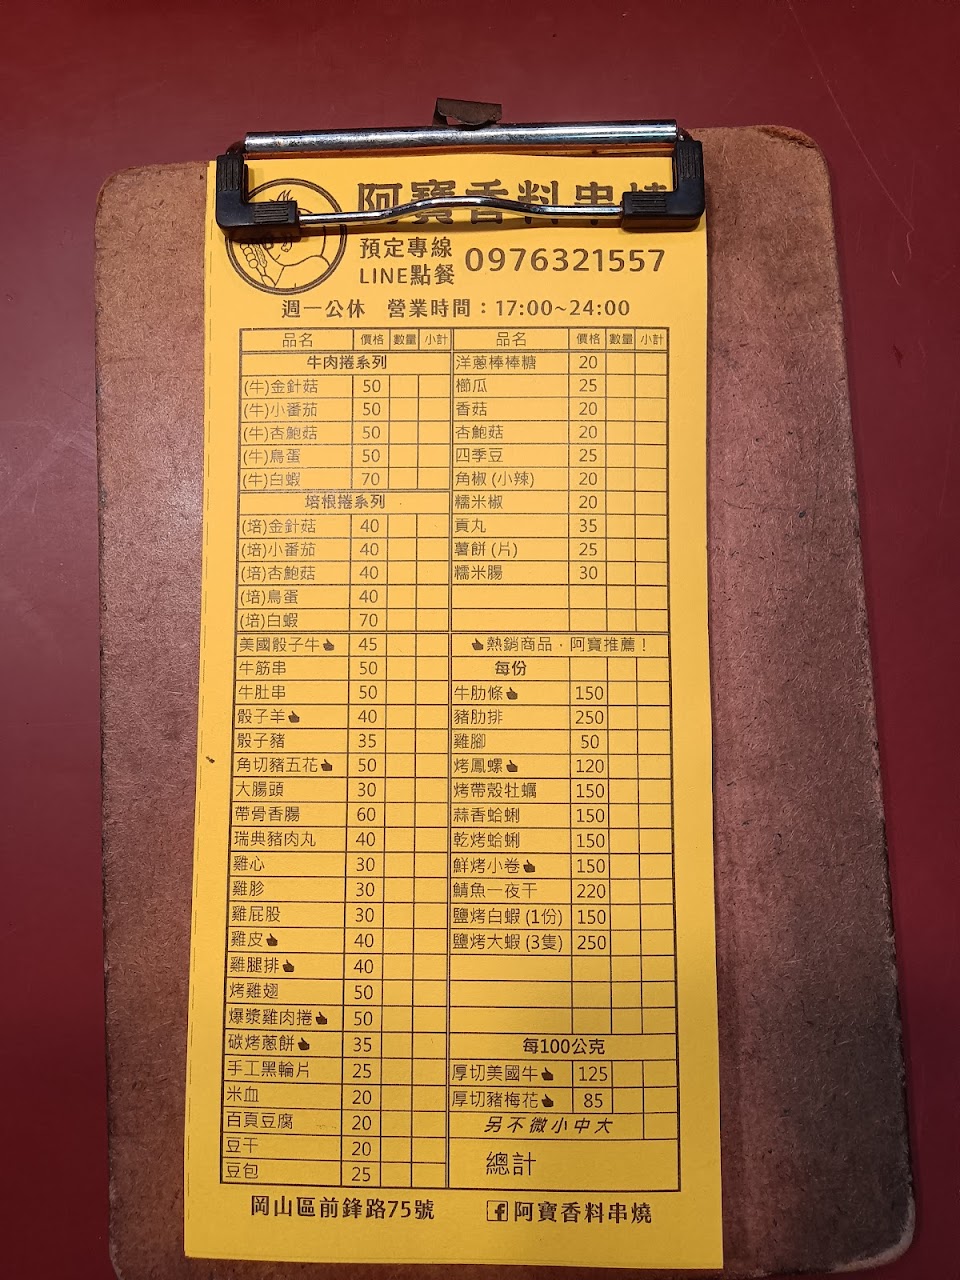 阿寶香料串燒
預定專線
LINE點餐
0976321557
週一公休 營業時間：17:00~24:00
品名 價格 數量 小計
牛肉捲系列
(牛)金針菇 50
(牛)小番茄 50
(牛)杏鮑菇 50
(牛)鳥蛋 50
(牛)白蝦 70
培根捲系列
(培)金針菇 40
(培)小番茄 40
(培)杏鮑菇 40
(培)鳥蛋 40
(培)白蝦 70
美國骰子牛 45
牛筋串 50
牛肚串 50
骰子羊 40
骰子豬 35
角切豬五花 50
大腸頭 30
帶骨香腸 60
瑞典豬肉丸 40
雞心 30
雞胗 30
雞屁股 30
雞皮 40
雞腿排 40
烤雞翅 50
爆漿雞肉捲 50
碳烤蔥餅 35
手工黑輪片 25
米血 20
百頁豆腐 20
豆干 20
豆包 25
品名 價格 數量 小計
洋蔥棒棒糖 20
櫛瓜 25
香菇 20
杏鮑菇 20
四季豆 25
角椒 (小辣) 20
糯米椒 20
貢丸 35
薯餅 (片) 25
糯米腸 30
熱銷商品，阿寶推薦！
每份
牛肋條 150
豬肋排 250
雞腳 50
烤鳳螺 120
烤帶殼牡蠣 150
蒜香蛤蜊 150
乾烤蛤蜊 150
鮮烤小卷 150
鯖魚一夜干 220
鹽烤白蝦 (1份) 150
鹽烤大蝦 (3隻) 250
每100公克
厚切美國牛 125
厚切豬梅花 85
另不微小中大
總計
岡山區前鋒路75號
阿寶香料串燒